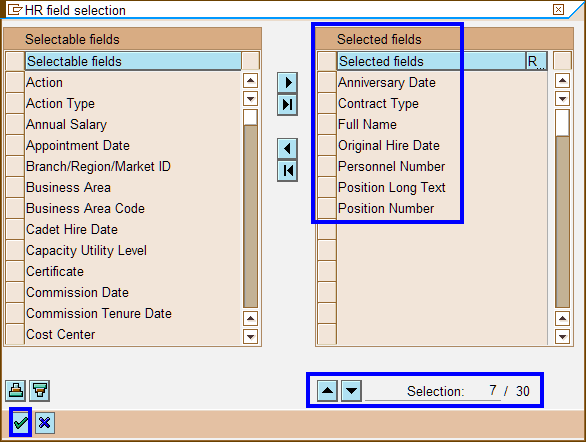 HR field selection
Selectable fields
Selectable fields
Action
Action Type
Annual Salary
Appointment Date
Branch/Region/Market ID
Business Area
Business Area Code
Cadet Hire Date
Capacity Utility Level
Certificate
Commission Date
Commission Tenure Date
Cost Center
Selected fields
Selected fields R...
Anniversary Date
Contract Type
Full Name
Original Hire Date
Personnel Number
Position Long Text
Position Number
Selection: 7 / 30